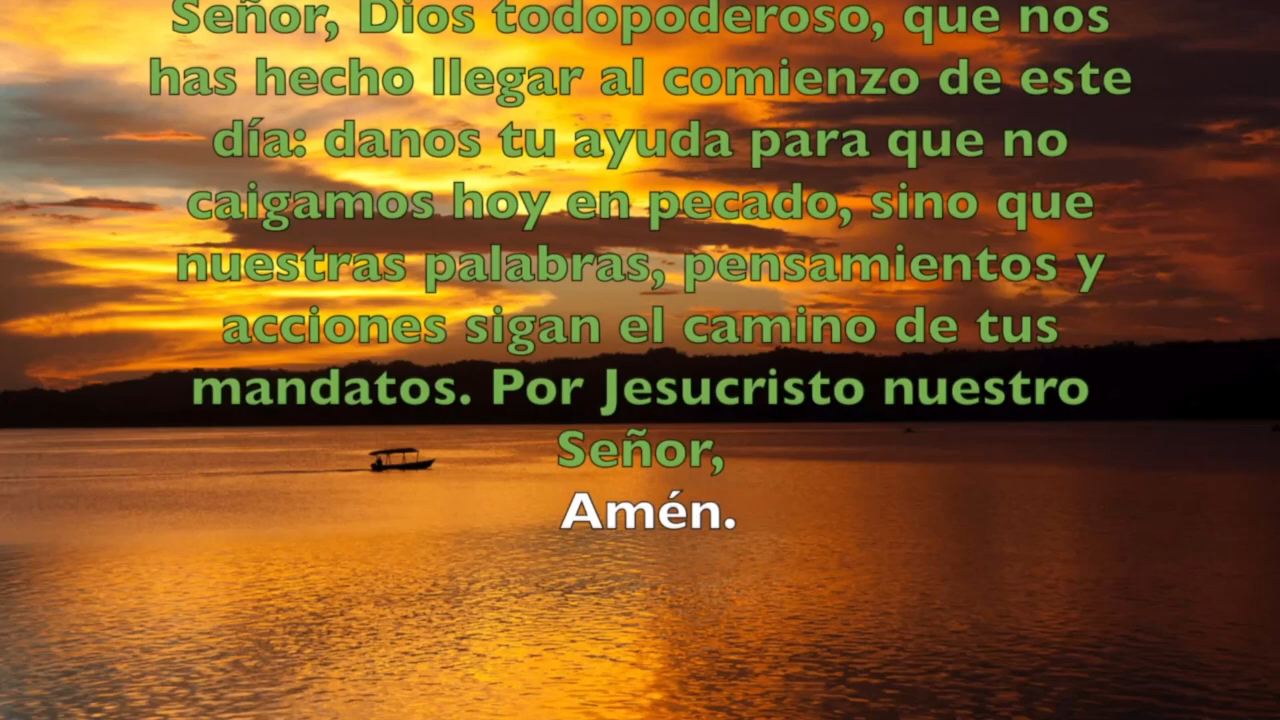 Señor, Dios todopoderoso, que nos
has hecho llegar al comienzo de este
día: danos tu ayuda para que no
caigamos hoy en pecado, sino que
nuestras palabras, pensamientos y
acciones sigan el camino de tus
mandatos. Por Jesucristo nuestro
Señor,
Amén.